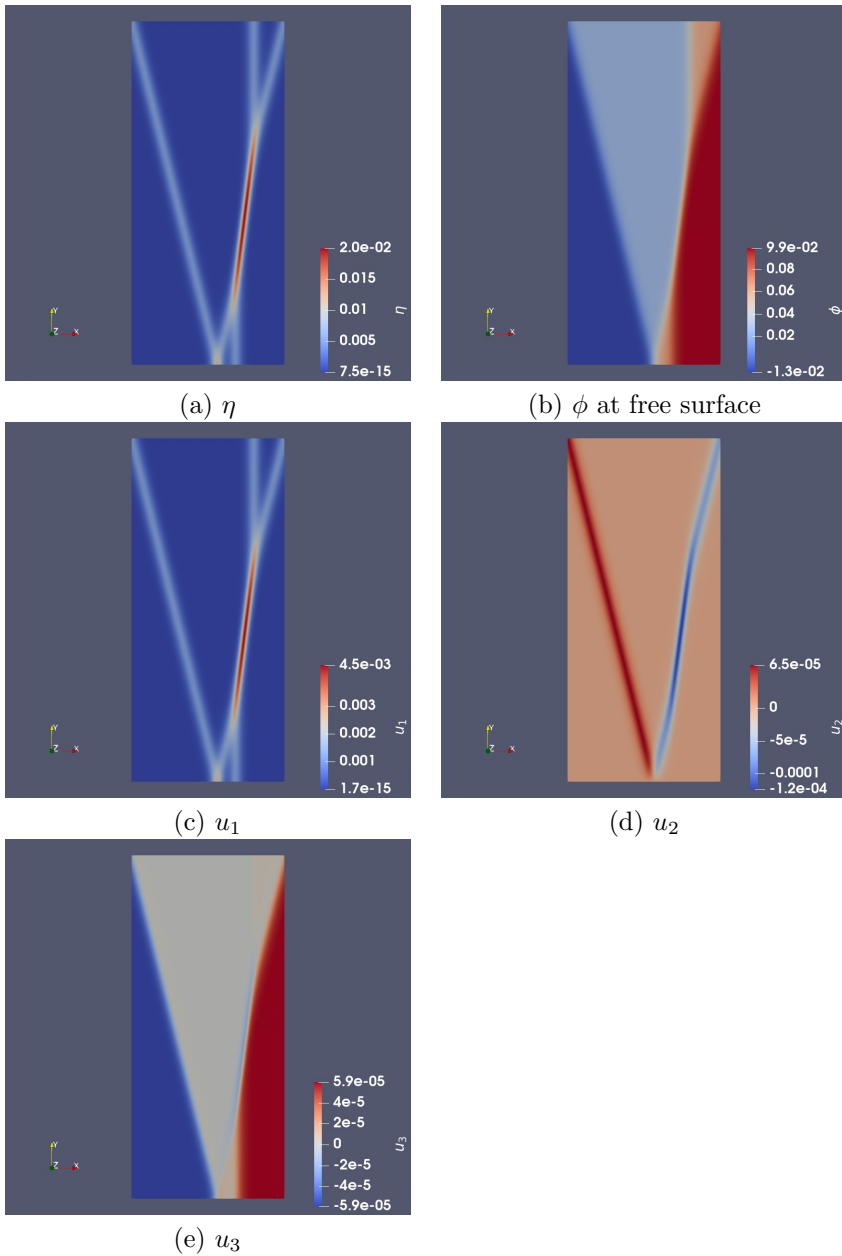 2.0e-02
0.015
0.01
0.005
7.5e-15
η
Y
Z X
(a) η
9.9e-02
0.08
0.06
0.04
0.02
-1.3e-02
ϕ
Y
Z X
(b) ϕ at free surface
4.5e-03
0.003
0.002
0.001
1.7e-15
u₁
Y
Z X
(c) u₁
6.5e-05
0
-5e-5
-0.0001
-1.2e-04
u₂
Y
Z X
(d) u₂
5.9e-05
4e-5
2e-5
0
-2e-5
-4e-5
-5.9e-05
u₃
Y
Z X
(e) u₃